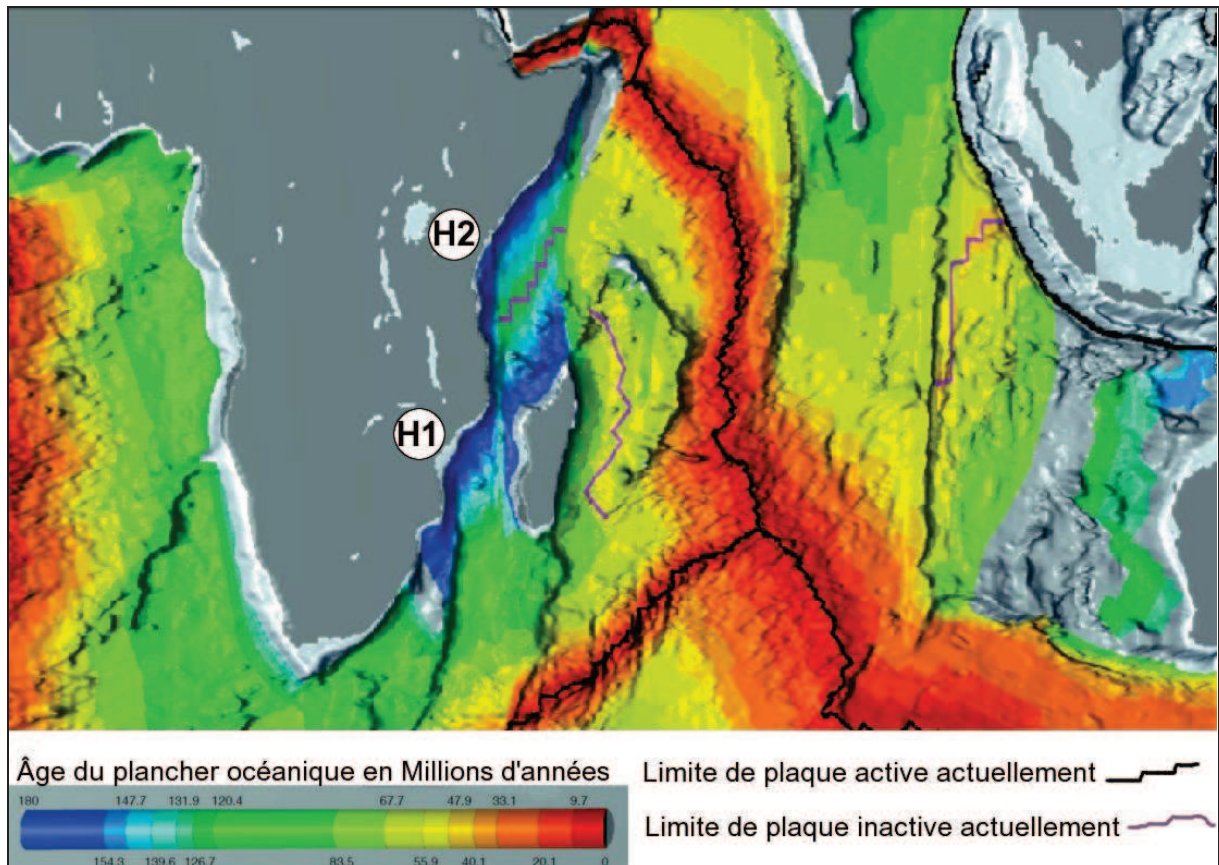 H2
H1
Âge du plancher océanique en Millions d'années
180 147.7 131.9 120.4 67.7 47.9 33.1 9.7
154.3 139.6 126.7 83.5 55.9 40.1 20.1 0
Limite de plaque active actuellement
Limite de plaque inactive actuellement